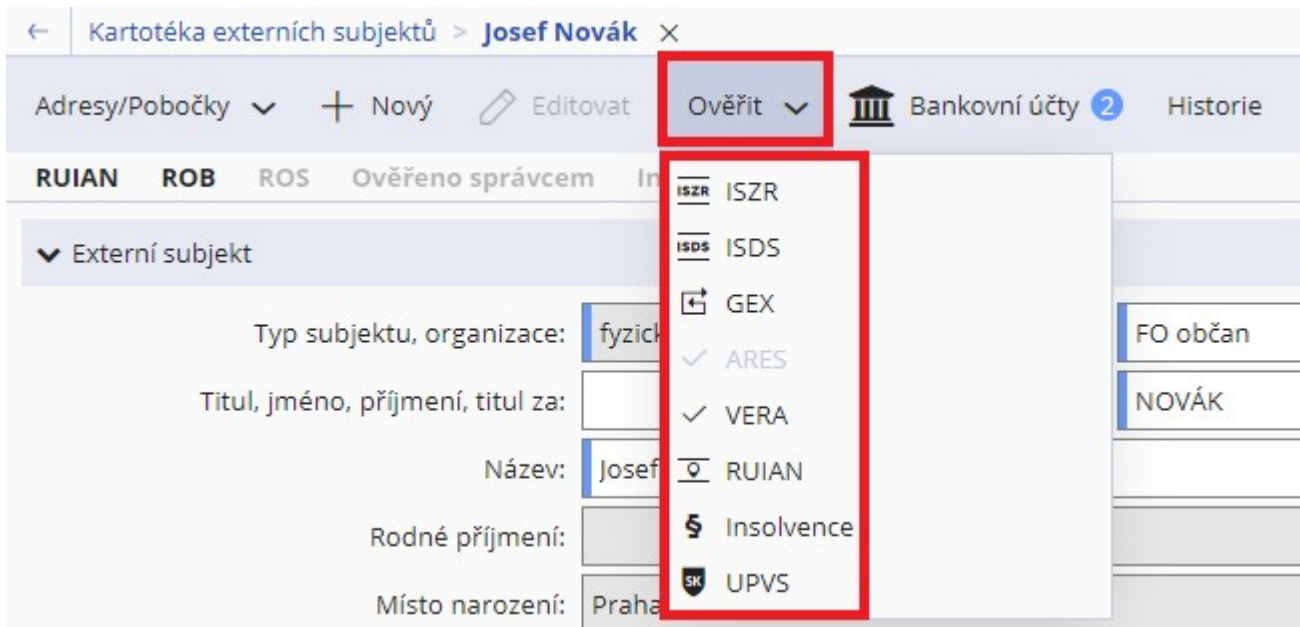 ← Kartotéka externích subjektů > Josef Novák ×
Adresy/Pobočky Nový Editovat Ověřit Bankovní účty 2 Historie
RUIAN ROB ROS Ověřeno správcem
ISZR ISZR
Externí subjekt
ISDS ISDS
GEX
Typ subjektu, organizace: FO občan
ARES
Titul, jméno, příjmení, titul za: NOVÁK
VERA
Název: Josef
RUIAN
Rodné příjmení:
§ Insolvence
Místo narození: Praha
SK UPVS